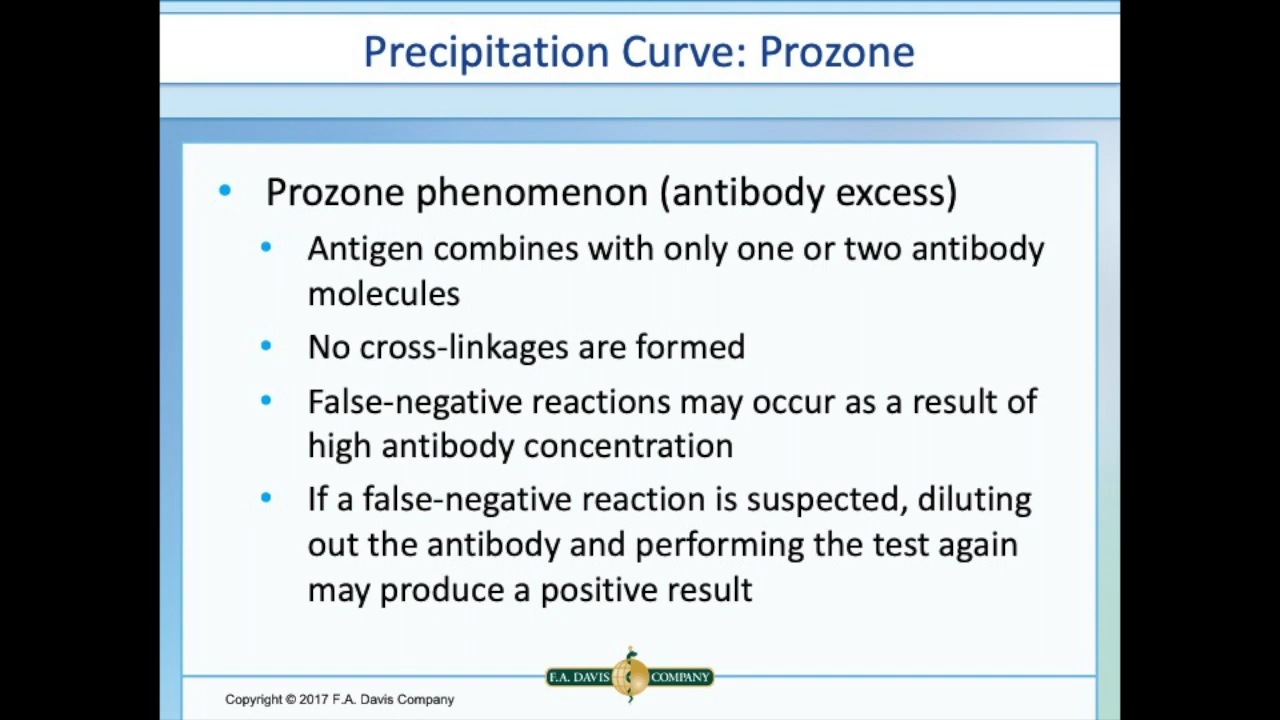 Precipitation Curve: Prozone
• Prozone phenomenon (antibody excess)
• Antigen combines with only one or two antibody
molecules
• No cross-linkages are formed
• False-negative reactions may occur as a result of
high antibody concentration
• If a false-negative reaction is suspected, diluting
out the antibody and performing the test again
may produce a positive result
F.A. DAVIS COMPANY
Copyright © 2017 F.A. Davis Company